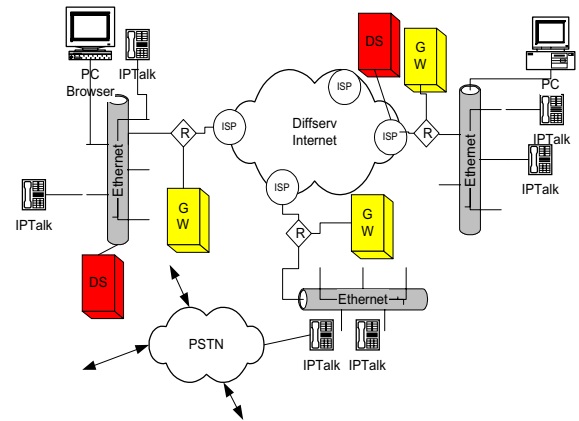 PC
Browser
IPTalk
DS
G
W
PC
ISP
ISP
Diffserv
Internet
ISP
R
R
Ethernet
Ethernet
IPTalk
IPTalk
IPTalk
G
W
ISP
R
G
W
DS
Ethernet
PSTN
IPTalk
IPTalk